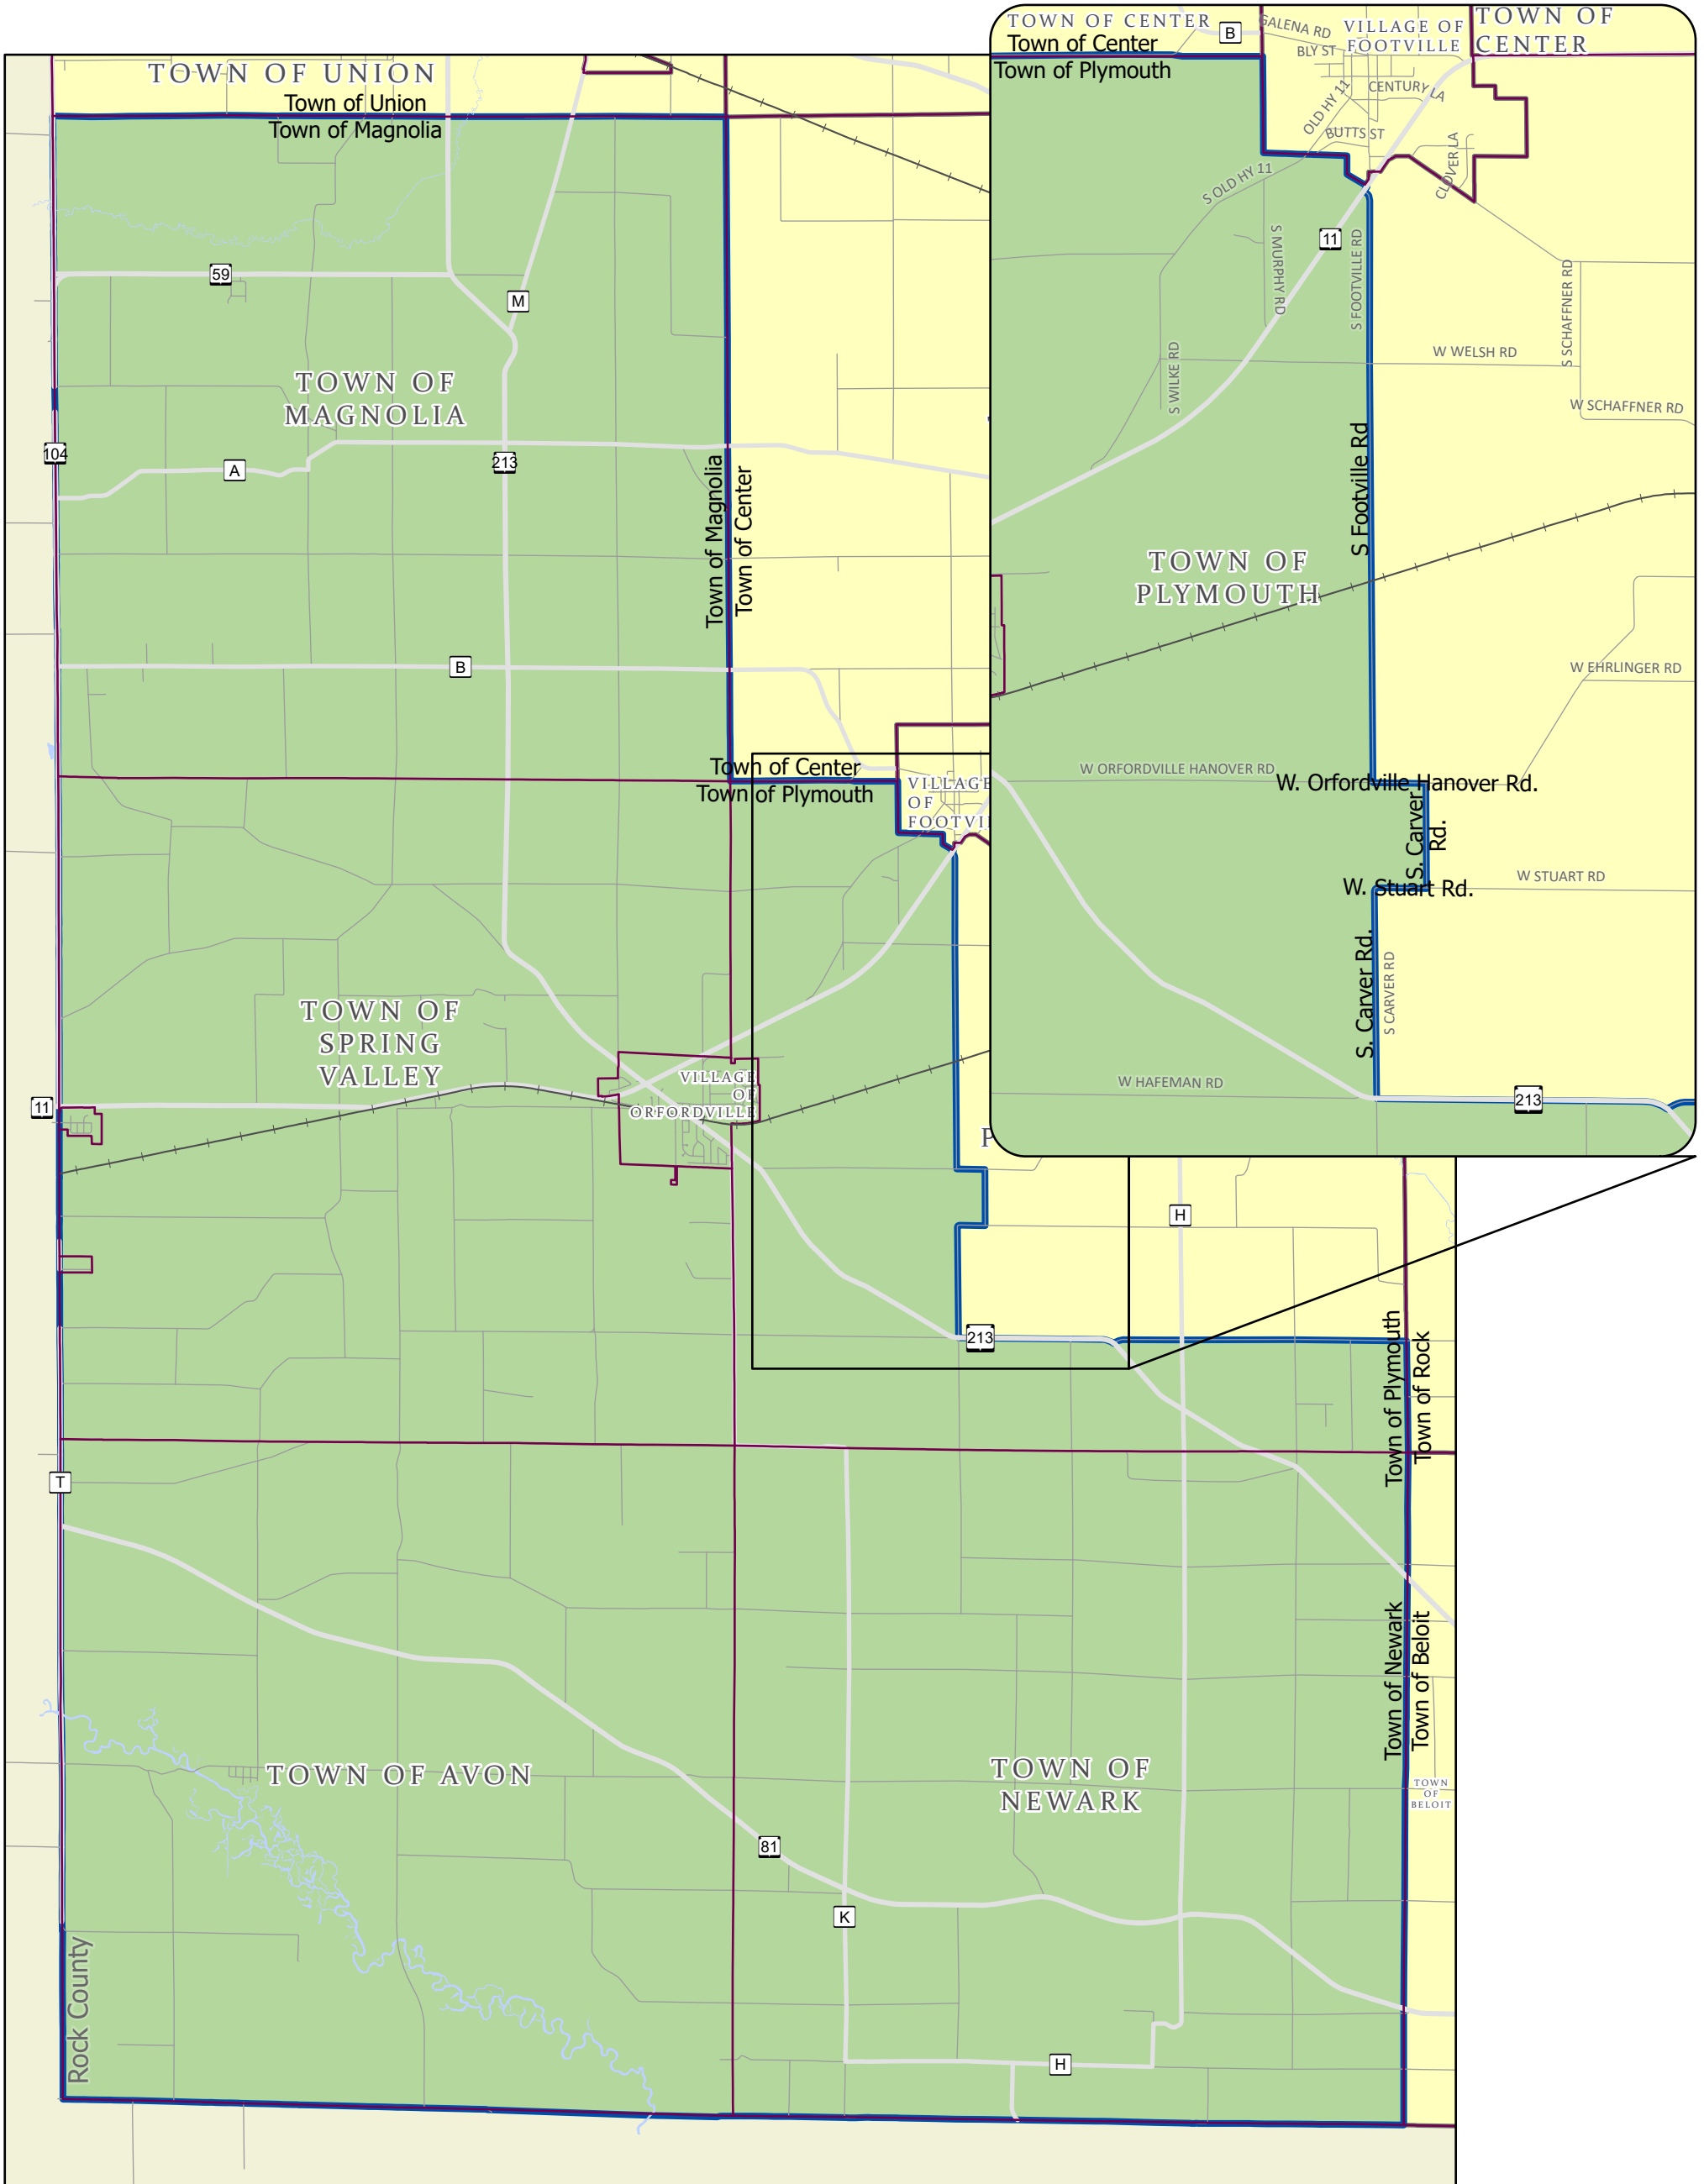 TOWN OF UNION
Town of Union
Town of Magnolia
59
M
TOWN OF
MAGNOLIA
104
A
213
Town of Magnolia
Town of Center
B
Town of Center
Town of Plymouth
VILLAGE
OF
FOOTVI
TOWN OF
SPRING
VALLEY
11
VILLAGE
OF
ORFORDVILLE
P
H
213
Town of Plymouth
Town of Rock
T
Town of Newark
Town of Beloit
TOWN OF AVON
TOWN OF
NEWARK
TOWN
OF
BELOIT
81
K
H
Rock County
TOWN OF CENTER
Town of Center
Town of Plymouth
B
GALENA RD
BLY ST
VILLAGE OF
FOOTVILLE
TOWN OF
CENTER
CENTURY LA
OLD HY 11
BUTTS ST
CLOVER LA
S OLD HY 11
S MURPHY RD
11
S FOOTVILLE RD
S SCHAFFNER RD
W WELSH RD
S WILKE RD
W SCHAFFNER RD
S Footville Rd
TOWN OF
PLYMOUTH
W EHRLINGER RD
W ORFORDVILLE HANOVER RD
W. Orfordville Hanover Rd.
S. Carver
Rd.
W. Stuart Rd.
W STUART RD
S. Carver Rd.
S CARVER RD
W HAFEMAN RD
213